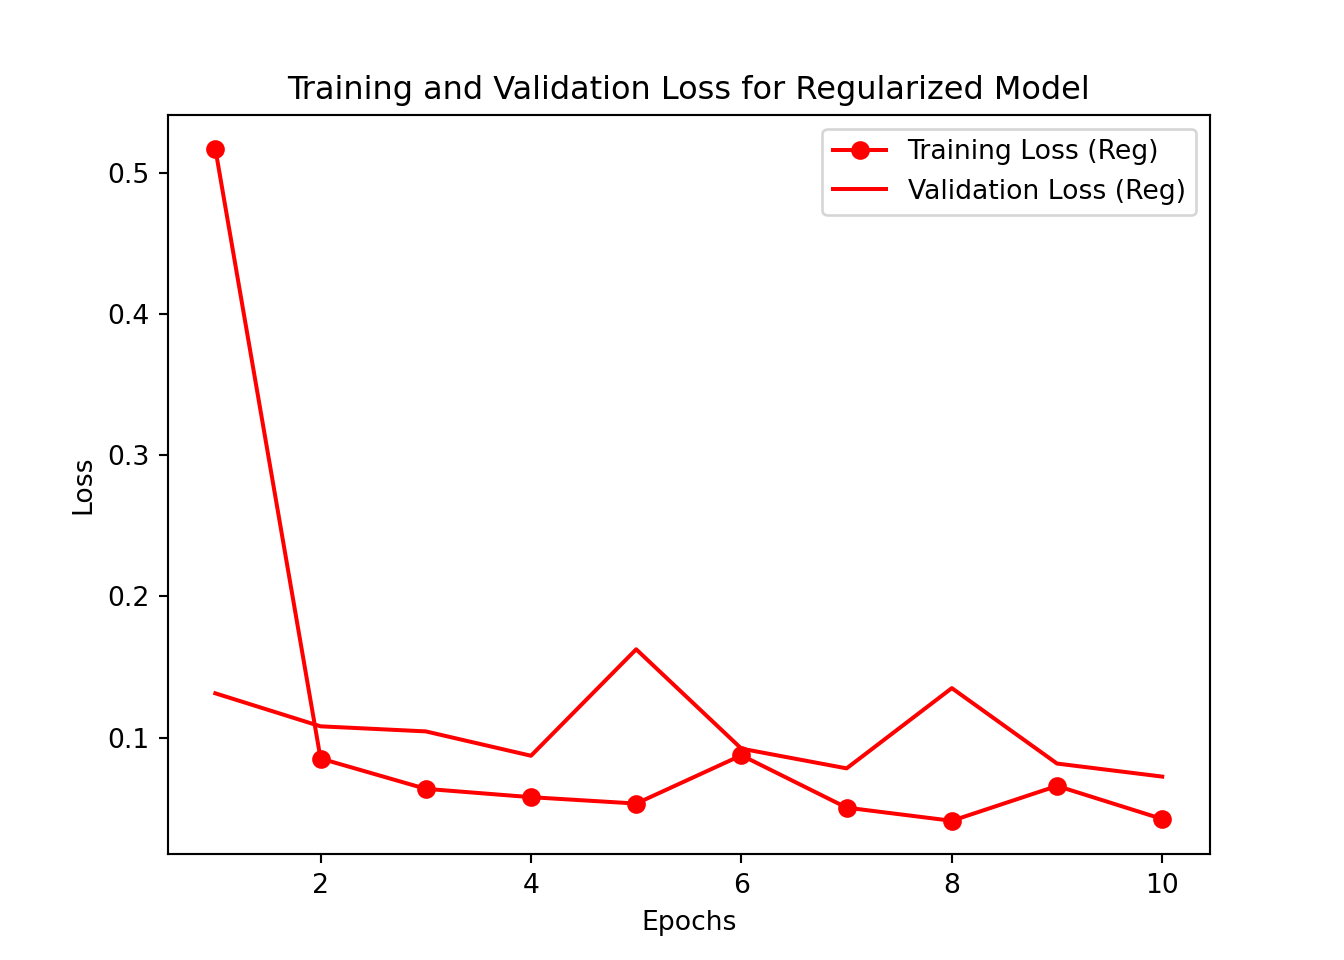 Training and Validation Loss for Regularized Model
Training Loss (Reg)
Validation Loss (Reg)
0.5
0.4
0.3
0.2
0.1
Loss
2 4 6 8 10
Epochs